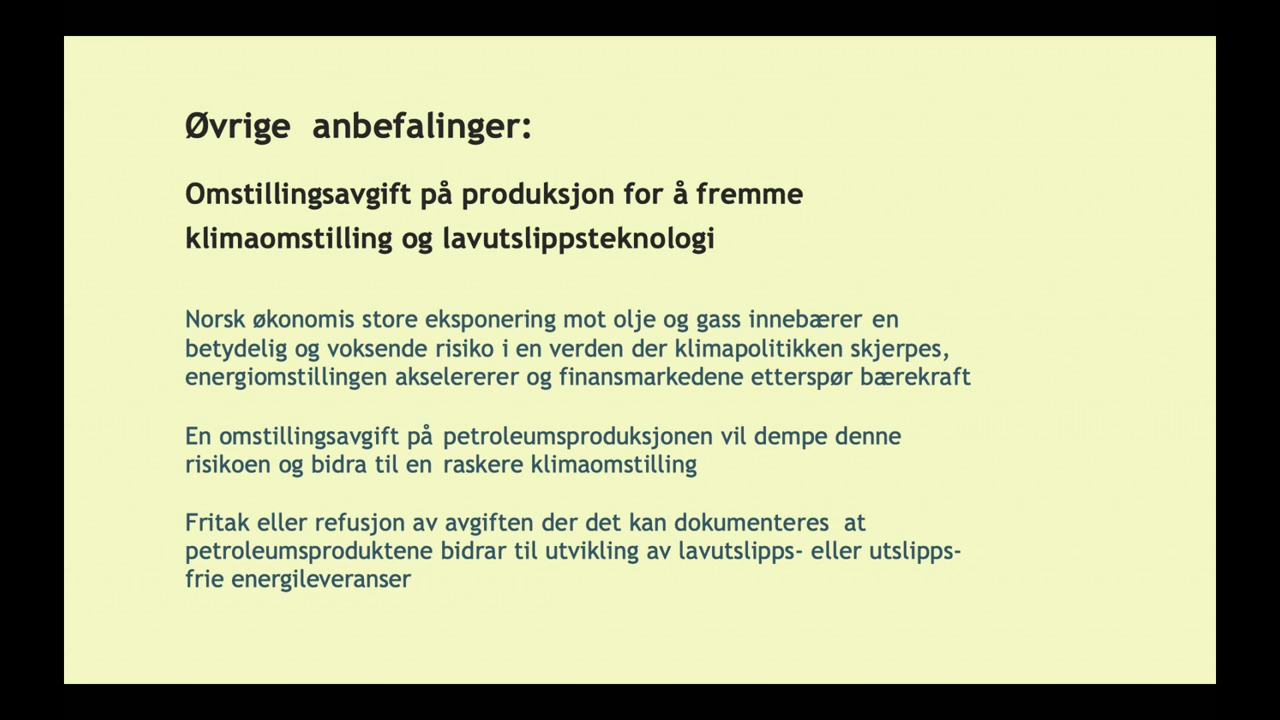 Øvrige anbefalinger:
Omstillingsavgift på produksjon for å fremme
klimaomstilling og lavutslippsteknologi
Norsk økonomis store eksponering mot olje og gass innebærer en
betydelig og voksende risiko i en verden der klimapolitikken skjerpes,
energiomstillingen akselererer og finansmarkedene etterspør bærekraft
En omstillingsavgift på petroleumsproduksjonen vil dempe denne
risikoen og bidra til en raskere klimaomstilling
Fritak eller refusjon av avgiften der det kan dokumenteres at
petroleumsproduktene bidrar til utvikling av lavutslipps- eller utslipps-
frie energileveranser